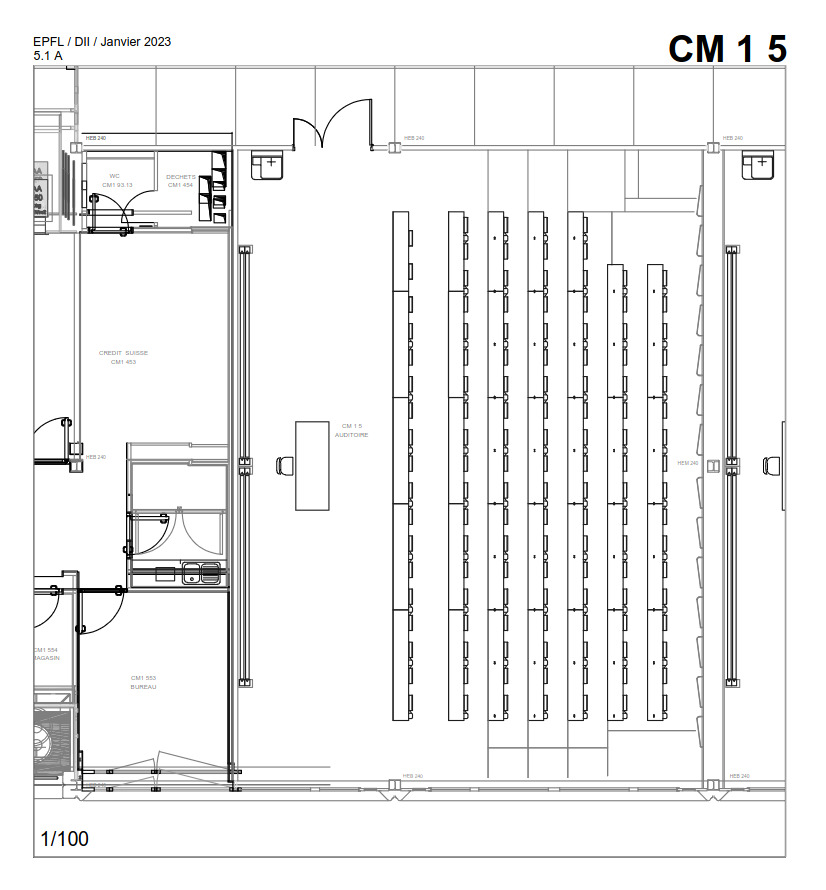 EPFL / DII / Janvier 2023
5.1 A
CM 1 5
HEB 240
HEB 240
HEB 240
WC
CM1 93.13
DECHETS
CM1 454
CREDIT SUISSE
CM1 453
CM 1 5
AUDITOIRE
HEB 240
HEM 240
CM1 554
MAGASIN
CM1 553
BUREAU
HEB 240
HEB 240
1/100